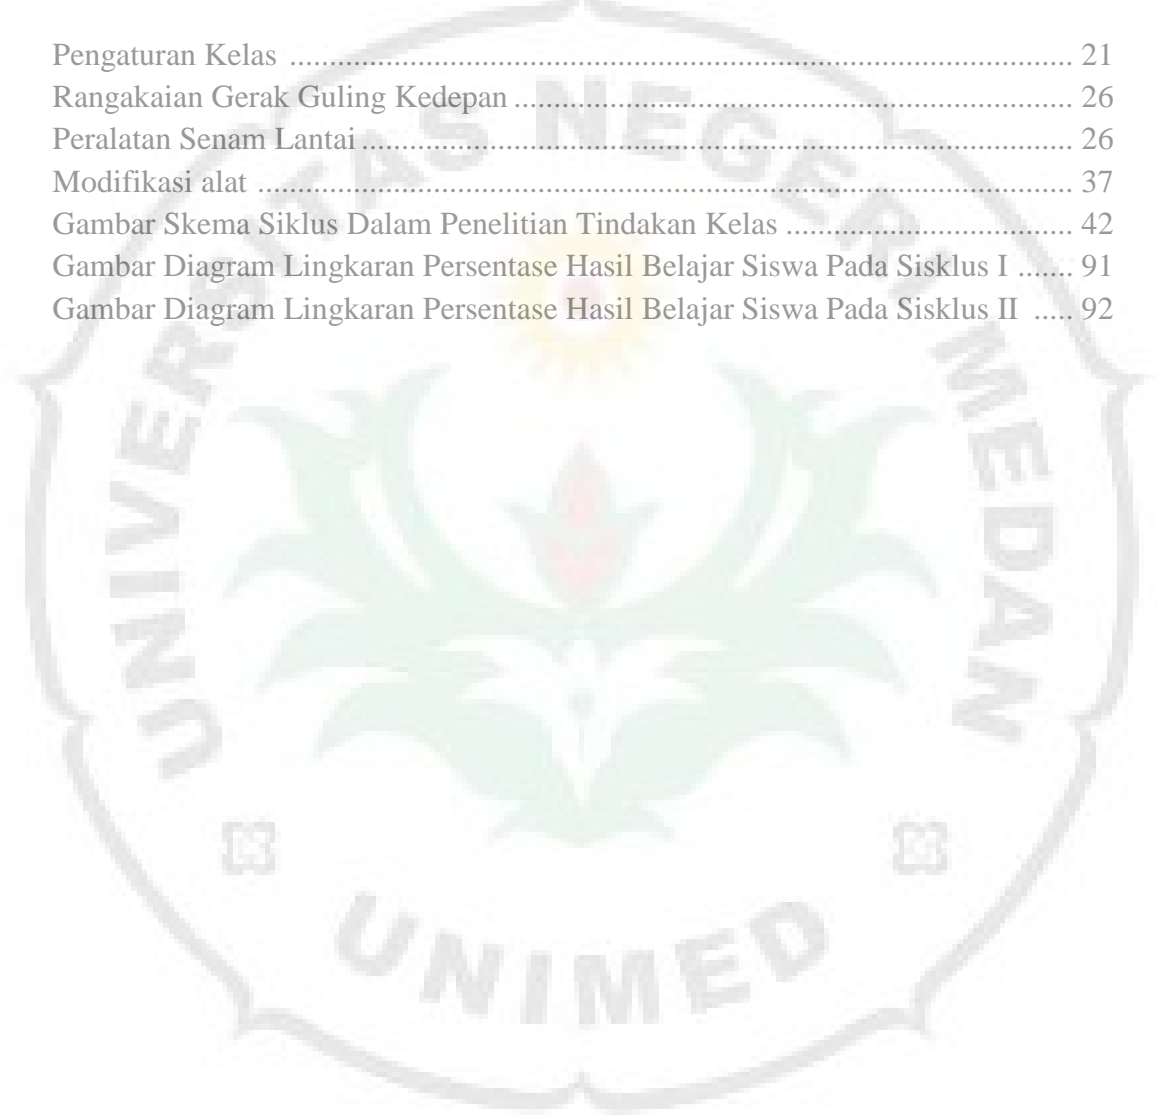 Pengaturan Kelas ................................................................................................ 21
Rangakaian Gerak Guling Kedepan .................................................................... 26
Peralatan Senam Lantai ....................................................................................... 26
Modifikasi alat .................................................................................................... 37
Gambar Skema Siklus Dalam Penelitian Tindakan Kelas ................................... 42
Gambar Diagram Lingkaran Persentase Hasil Belajar Siswa Pada Sisklus I ....... 91
Gambar Diagram Lingkaran Persentase Hasil Belajar Siswa Pada Sisklus II ..... 92
UNIVERSITAS NEGERI MEDAN
UNIMED